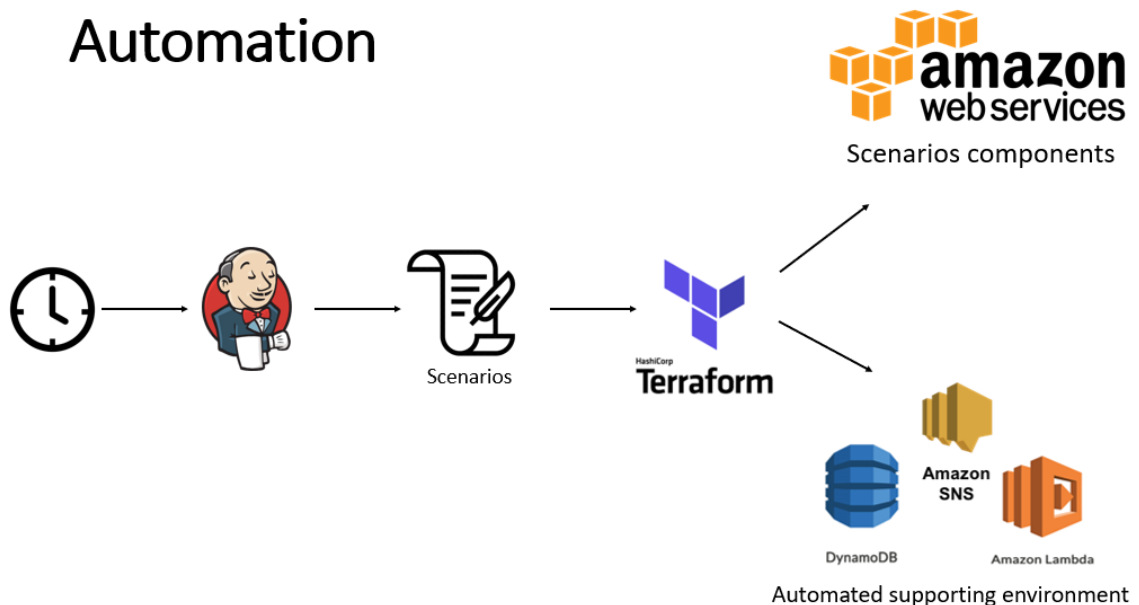 Automation
amazon
web services
Scenarios components
Scenarios
HashiCorp
Terraform
Amazon
SNS
DynamoDB
Amazon Lambda
Automated supporting environment